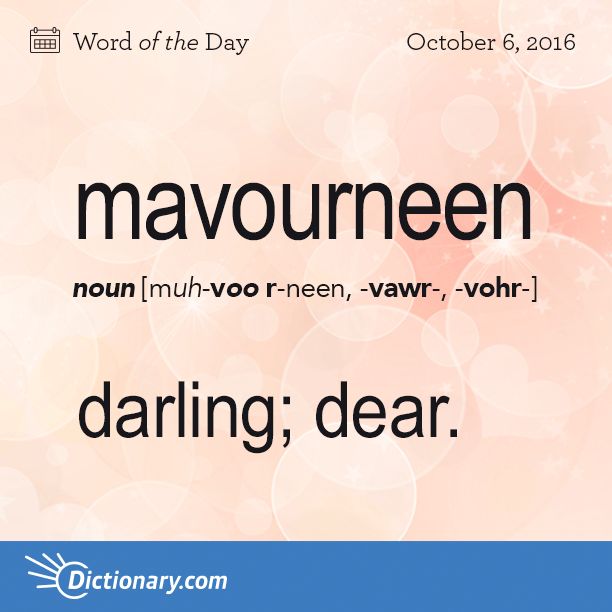 Word of the Day
October 6, 2016
mavourneen
noun [muh-voo r-neen, -vawr-, -vohr-]
darling; dear.
Dictionary.com